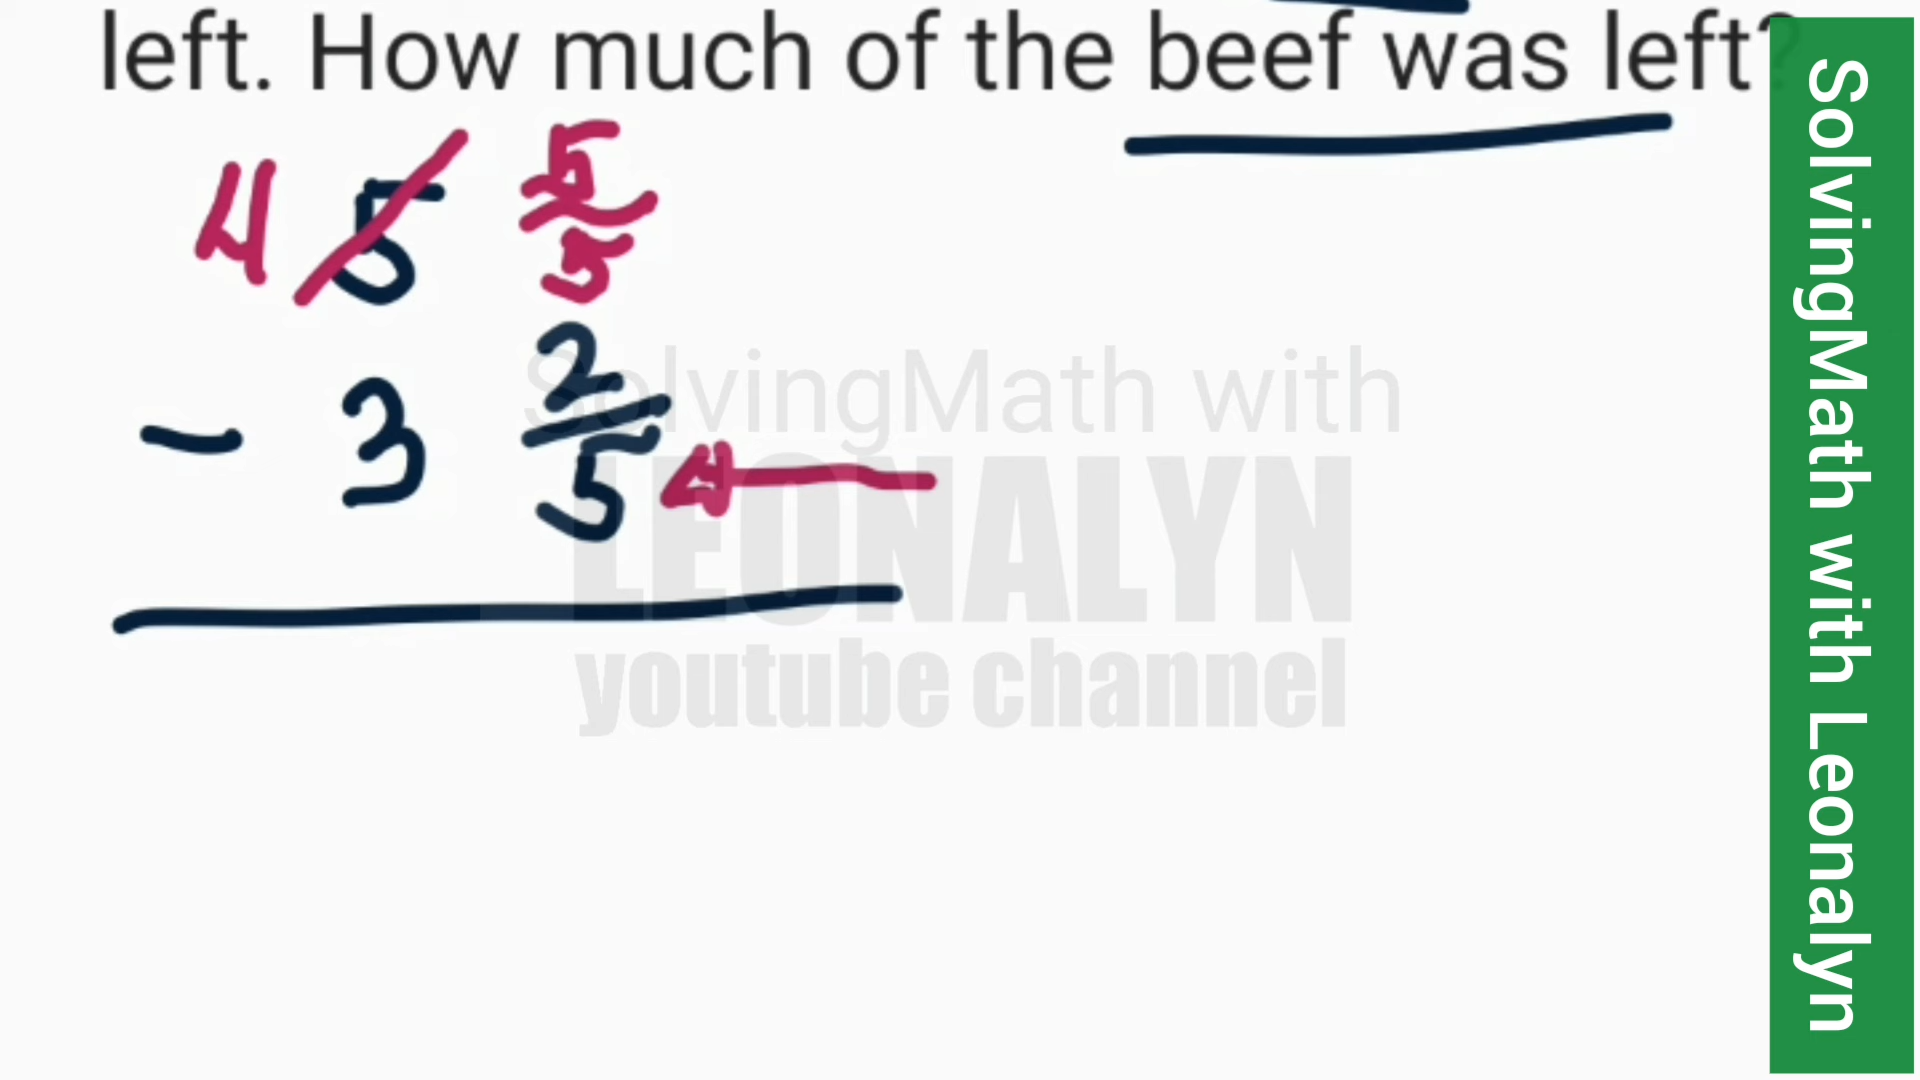 left. How much of the beef was left?
4 5 5/5
- 3 2/5
SolvingMath with
LEONALYN
youtube channel
SolvingMath with Leonalyn